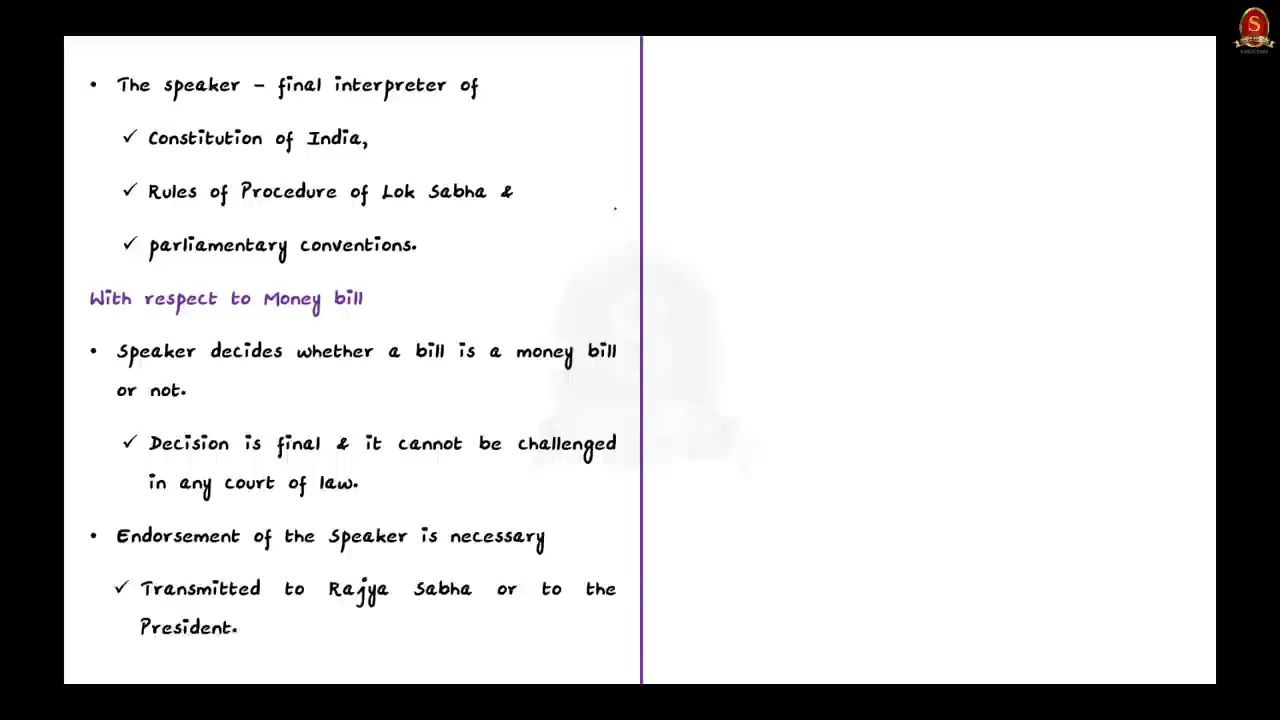 • The speaker – final interpreter of
✓ Constitution of India,
✓ Rules of Procedure of Lok Sabha &
✓ parliamentary conventions.
With respect to Money bill
• Speaker decides whether a bill is a money bill
or not.
✓ Decision is final & it cannot be challenged
in any court of law.
• Endorsement of the Speaker is necessary
✓ Transmitted to Rajya Sabha or to the
President.
S